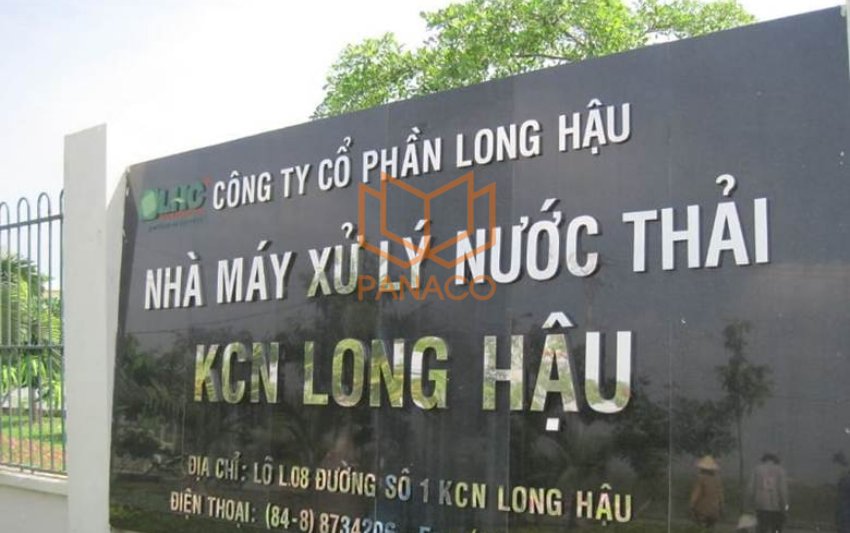 LHC CÔNG TY CỔ PHẦN LONG HẬU
NHÀ MÁY XỬ LÝ NƯỚC THẢI
PANACO
KCN LONG HẬU
ĐỊA CHỈ: LÔ L.08 ĐƯỜNG SỐ 1 KCN LONG HẬU
ĐIỆN THOẠI: (84-8) 8734206